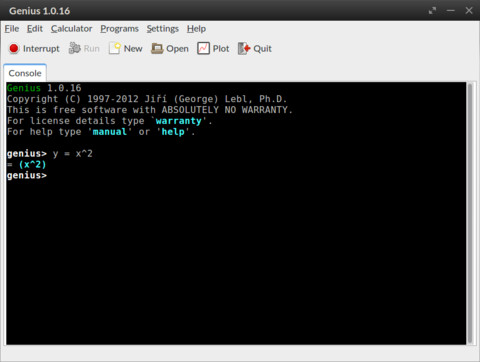 Genius 1.0.16
File Edit Calculator Programs Settings Help
Interrupt Run New Open Plot Quit
Console
Genius 1.0.16
Copyright (C) 1997-2012 Jiří (George) Lebl, Ph.D.
This is free software with ABSOLUTELY NO WARRANTY.
For license details type `warranty'.
For help type 'manual' or 'help'.
genius> y = x^2
= (x^2)
genius>